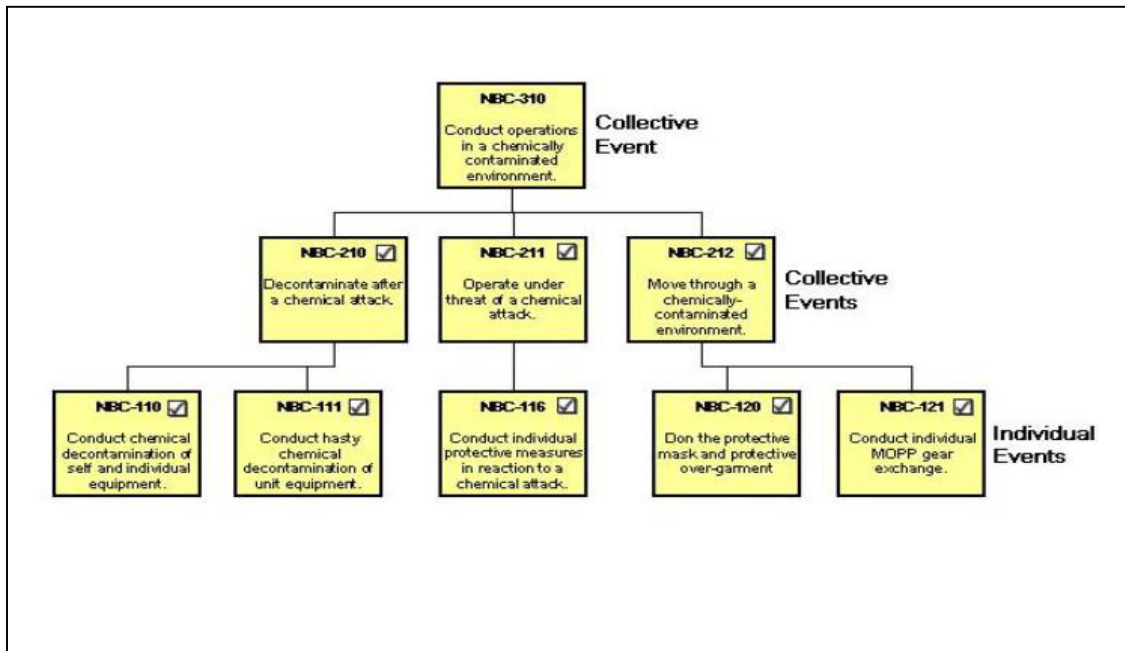 NBC-310
Conduct operations
in a chemically
contaminated
environment.
Collective
Event
NBC-210
Decontaminate after
a chemical attack.
NBC-211
Operate under
threat of a chemical
attack.
NBC-212
Move through a
chemically-
contaminated
environment.
Collective
Events
NBC-110
Conduct chemical
decontamination of
self and individual
equipment.
NBC-111
Conduct hasty
chemical
decontamination of
unit equipment.
NBC-116
Conduct individual
protective measures
in reaction to a
chemical attack.
NBC-120
Don the protective
mask and protective
over-garment
NBC-121
Conduct individual
MOPP gear
exchange.
Individual
Events